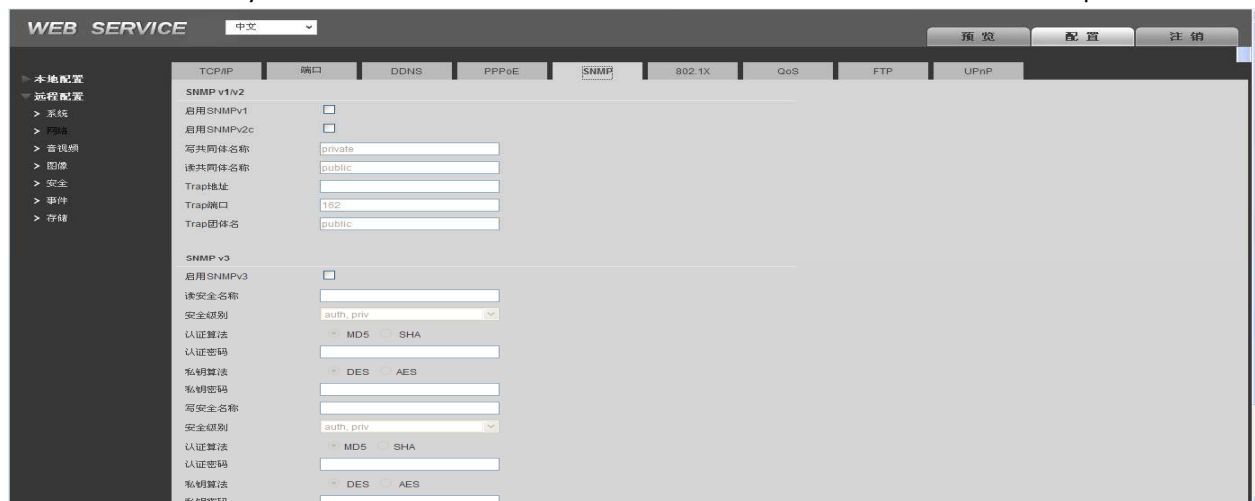 WEB SERVICE 中文
预览 配置 注销
本地配置
远程配置
> 系统
> 网络
> 音视频
> 图像
> 安全
> 事件
> 存储
TCP/IP 端口 DDNS PPPoE SNMP 802.1X QoS FTP UPnP
SNMP v1/v2
启用SNMPv1
启用SNMPv2c
写共同体名称 private
读共同体名称 public
Trap地址
Trap端口 162
Trap团体名 public
SNMP v3
启用SNMPv3
读安全名称
安全级别 auth, priv
认证算法 MD5 SHA
认证密码
私钥算法 DES AES
私钥密码
写安全名称
安全级别 auth, priv
认证算法 MD5 SHA
认证密码
私钥算法 DES AES
私钥密码